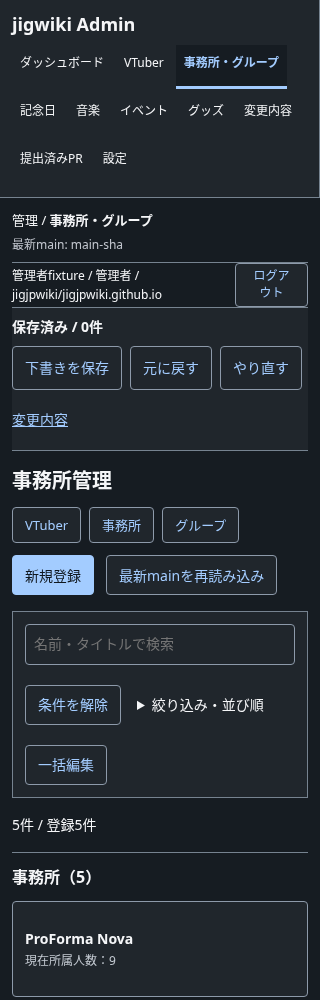 jigwiki Admin
ダッシュボード VTuber 事務所・グループ
記念日 音楽 イベント グッズ 変更内容
提出済みPR 設定
管理 / 事務所・グループ
最新main: main-sha
管理者fixture / 管理者 /
jigjpwiki/jigjpwiki.github.io
ログア
ウト
保存済み / 0件
下書きを保存 元に戻す やり直す
変更内容
事務所管理
VTuber 事務所 グループ
新規登録 最新mainを再読み込み
名前・タイトルで検索
条件を解除 ▶ 絞り込み・並び順
一括編集
5件 / 登録5件
事務所（5）
ProForma Nova
現在所属人数：9